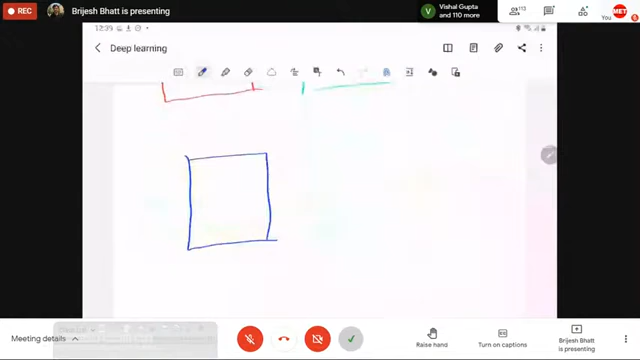 REC
Brijesh Bhatt is presenting
V
Vishal Gupta
and 110 more
113
You
MET
12:39
Deep learning
Meeting details
Raise hand
Turn on captions
Brijesh Bhatt
is presenting